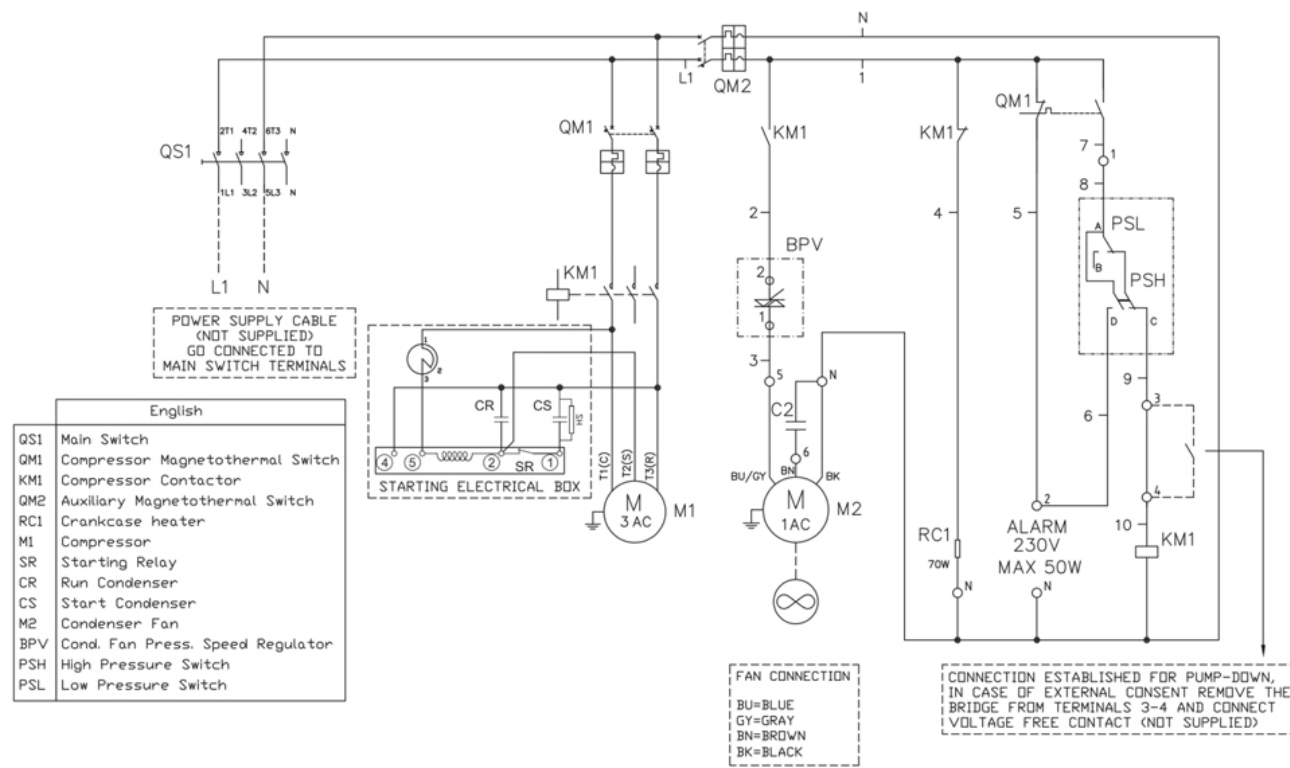 N
L1
QM2
1
QS1
2T1 4T2 6T3 N
1L1 3L2 5L3 N
L1 N
POWER SUPPLY CABLE
(NOT SUPPLIED)
GO CONNECTED TO
MAIN SWITCH TERMINALS
QM1
KM1
1
2
3
CR
CS
HS
4 5 2 SR 1
STARTING ELECTRICAL BOX
T1(C)
T2(S)
T3(R)
M
3 AC
M1
KM1
2
BPV
2
1
3
5
N
C2
6
BU/GY
BN
BK
M
1AC
M2
KM1
4
RC1
70W
N
QM1
5
7
1
8
A
PSL
B
PSH
D C
9
6
3
4
2
10
KM1
ALARM
230V
MAX 50W
N
English
QS1 Main Switch
QM1 Compressor Magnetothermal Switch
KM1 Compressor Contactor
QM2 Auxiliary Magnetothermal Switch
RC1 Crankcase heater
M1 Compressor
SR Starting Relay
CR Run Condenser
CS Start Condenser
M2 Condenser Fan
BPV Cond. Fan Press. Speed Regulator
PSH High Pressure Switch
PSL Low Pressure Switch
FAN CONNECTION
BU=BLUE
GY=GRAY
BN=BROWN
BK=BLACK
CONNECTION ESTABLISHED FOR PUMP-DOWN,
IN CASE OF EXTERNAL CONSENT REMOVE THE
BRIDGE FROM TERMINALS 3-4 AND CONNECT
VOLTAGE FREE CONTACT (NOT SUPPLIED)